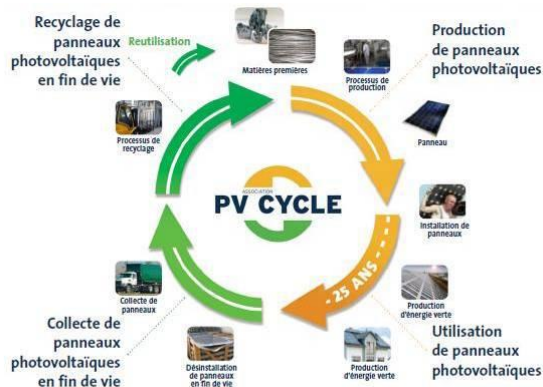 Recyclage de
panneaux
photovoltaïques
en fin de vie
Reutilisation
Matières premières
Processus de
production
Production
de panneaux
photovoltaïques
Processus de
recyclage
Panneau
ASSOCIATION
PV CYCLE
Installation de
panneaux
- 25 ANS -
Production
d'énergie verte
Collecte de
panneaux
Collecte de
panneaux
photovoltaïques
en fin de vie
Désinstallation
de panneaux
en fin de vie
Production
d'énergie verte
Utilisation
de panneaux
photovoltaïques